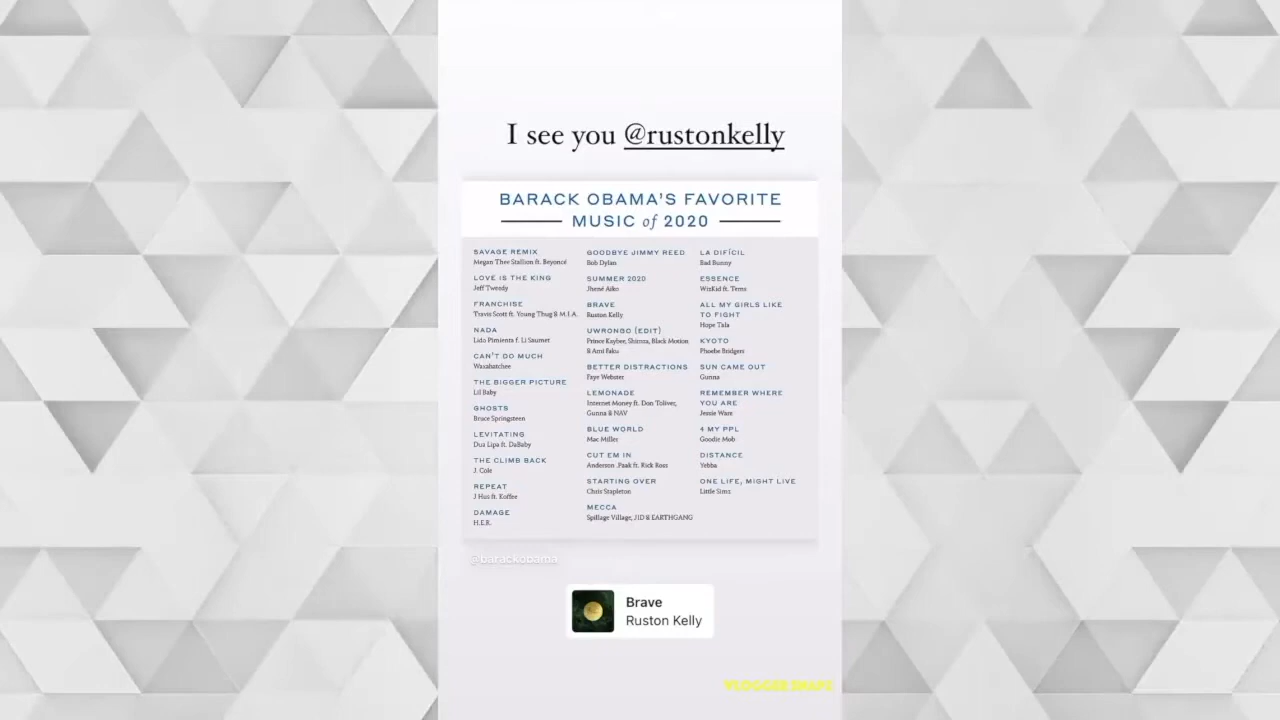 I see you @rustonkelly
BARACK OBAMA'S FAVORITE
MUSIC of 2020
SAVAGE REMIX
Megan Thee Stallion ft. Beyoncé
LOVE IS THE KING
Jeff Tweedy
FRANCHISE
Travis Scott ft. Young Thug & M.I.A.
NADA
Lido Pimienta f. Li Saumet
CAN'T DO MUCH
Waxahatchee
THE BIGGER PICTURE
Lil Baby
GHOSTS
Bruce Springsteen
LEVITATING
Dua Lipa ft. DaBaby
THE CLIMB BACK
J. Cole
REPEAT
J Hus ft. Koffee
DAMAGE
H.E.R.
GOODBYE JIMMY REED
Bob Dylan
SUMMER 2020
Jhené Aiko
BRAVE
Ruston Kelly
UWRONGO (EDIT)
Prince Kaybee, Shimza, Black Motion
& Ami Faku
BETTER DISTRACTIONS
Faye Webster
LEMONADE
Internet Money ft. Don Toliver,
Gunna & NAV
BLUE WORLD
Mac Miller
CUT EM IN
Anderson .Paak ft. Rick Ross
STARTING OVER
Chris Stapleton
MECCA
Spillage Village, JID & EARTHGANG
LA DIFÍCIL
Bad Bunny
ESSENCE
WizKid ft. Tems
ALL MY GIRLS LIKE
TO FIGHT
Hope Tala
KYOTO
Phoebe Bridgers
SUN CAME OUT
Gunna
REMEMBER WHERE
YOU ARE
Jessie Ware
4 MY PPL
Goodie Mob
DISTANCE
Yebba
ONE LIFE, MIGHT LIVE
Little Simz
@barackobama
Brave
Ruston Kelly
VLOGGER SNAPS